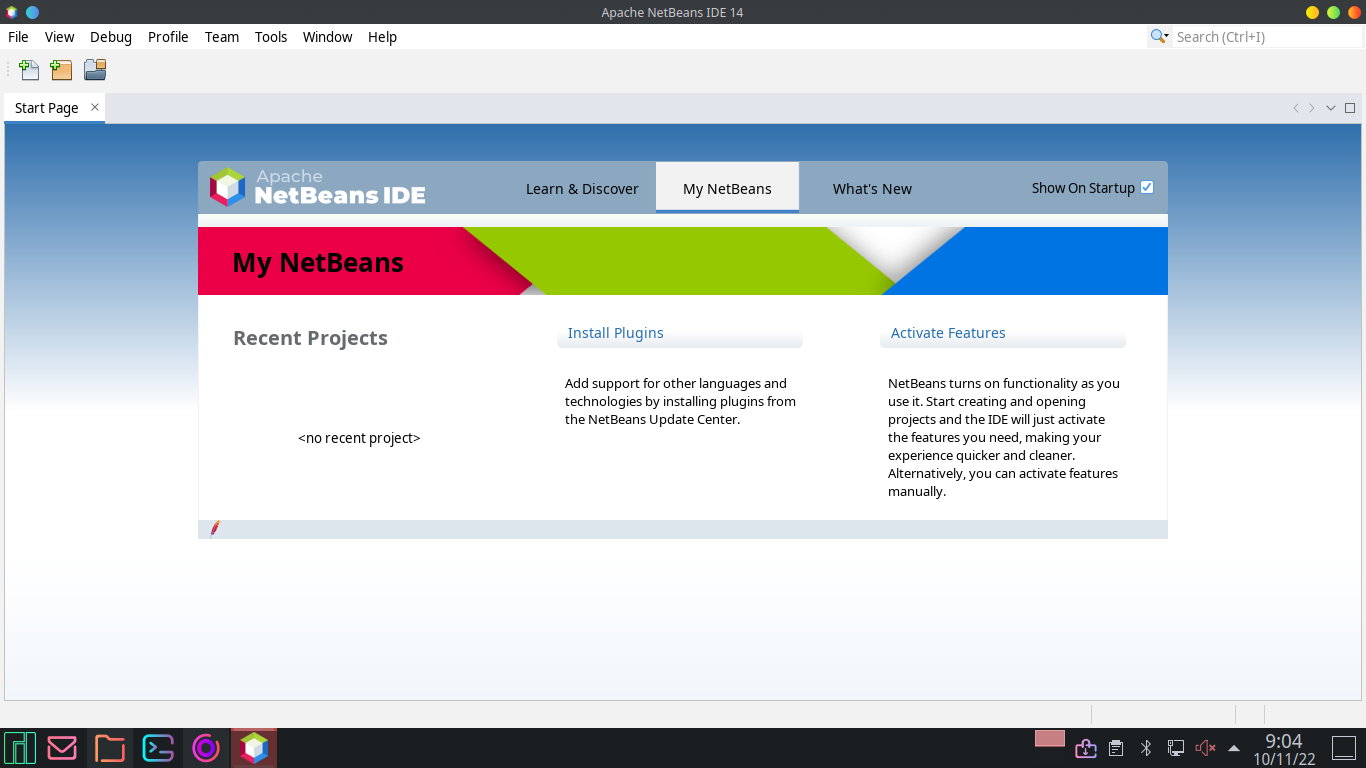 Apache NetBeans IDE 14
File View Debug Profile Team Tools Window Help
Search (Ctrl+I)
Start Page
Apache
NetBeans IDE
Learn & Discover
My NetBeans
What's New
Show On Startup
My NetBeans
Recent Projects
<no recent project>
Install Plugins
Add support for other languages and
technologies by installing plugins from
the NetBeans Update Center.
Activate Features
NetBeans turns on functionality as you
use it. Start creating and opening
projects and the IDE will just activate
the features you need, making your
experience quicker and cleaner.
Alternatively, you can activate features
manually.
9:04
10/11/22